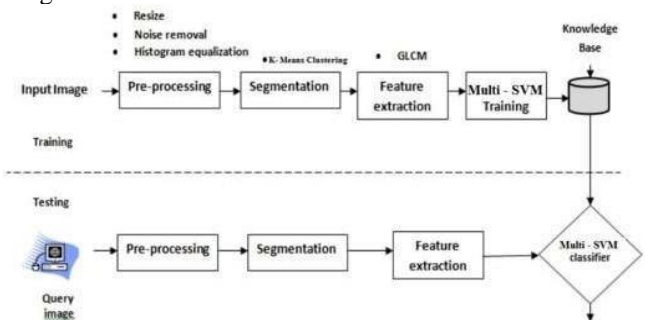 • Resize
• Noise removal
• Histogram equalization
• K- Means Clustering
• GLCM
Knowledge
Base
Input Image
Pre-processing
Segmentation
Feature
extraction
Multi - SVM
Training
Training
Testing
Pre-processing
Segmentation
Feature
extraction
Multi - SVM
classifier
Query
image